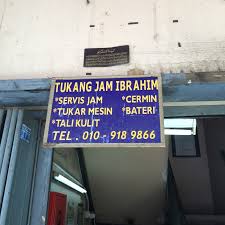 TUKANG JAM IBRAHIM
*SERVIS JAM *CERMIN
*TUKAR MESIN *BATERI
*TALI KULIT
TEL. 010 - 918 9866